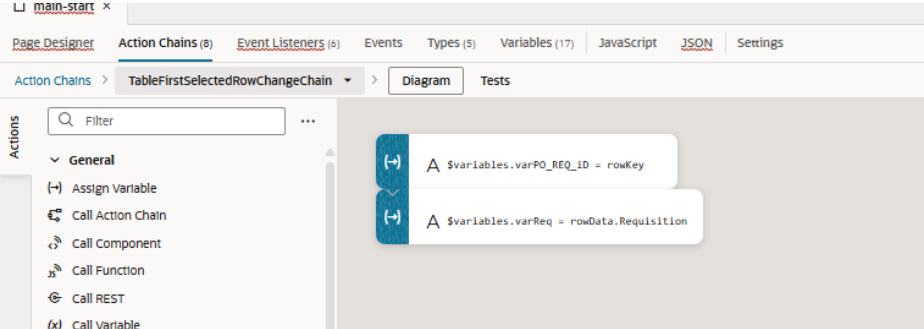 main-start ×
Page Designer Action Chains (8) Event Listeners (6) Events Types (5) Variables (17) JavaScript JSON Settings
Action Chains > TableFirstSelectedRowChangeChain > Diagram Tests
Actions
Filter ...
General
A $variables.varPO_REQ_iD = rowKey
Assign Variable
Call Action Chain
A $variables.varReq = rowData.Requisition
Call Component
Call Function
Call REST
(x) Call Variable